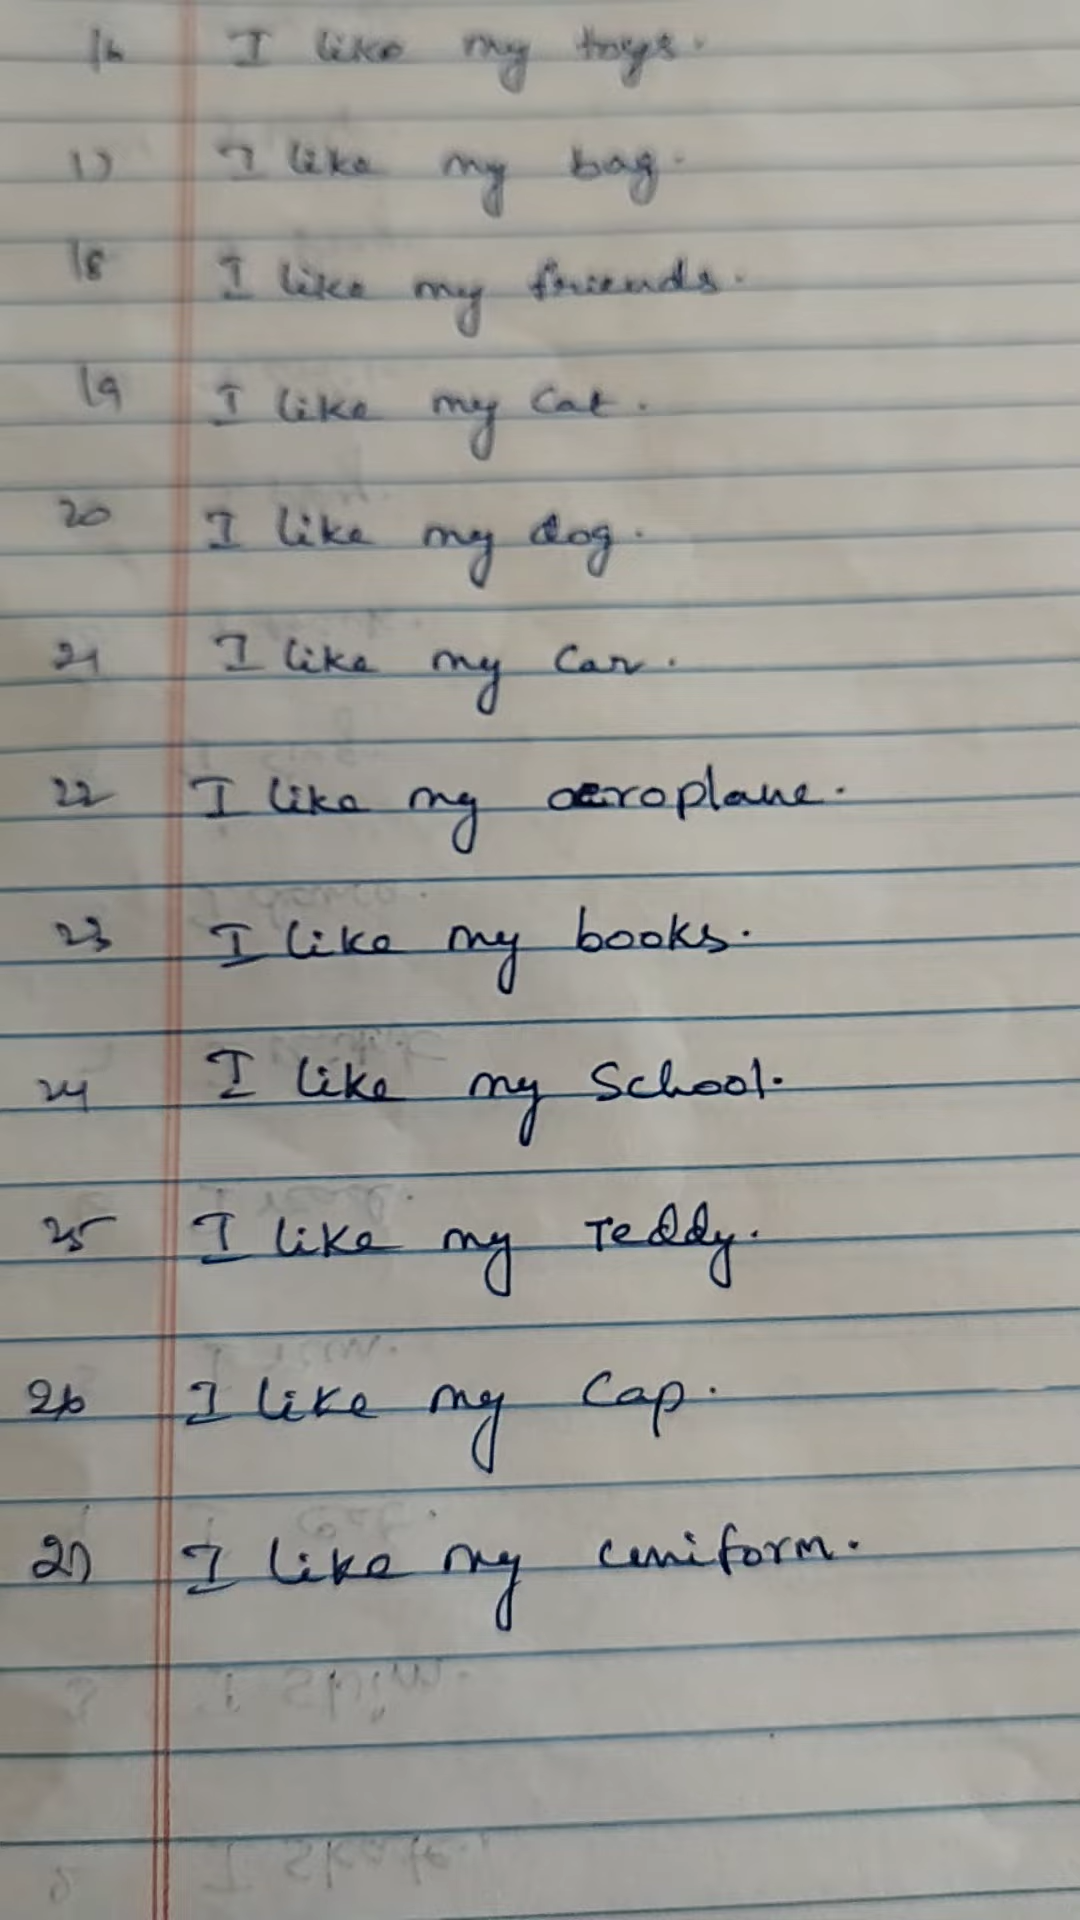 16 I like my toys.
17 I like my bag.
18 I like my friends.
19 I like my cat.
20 I like my dog.
21 I like my car.
22 I like my aeroplane.
23 I like my books.
24 I like my School.
25 I like my Teddy.
26 I like my Cap.
27 I like my uniform.